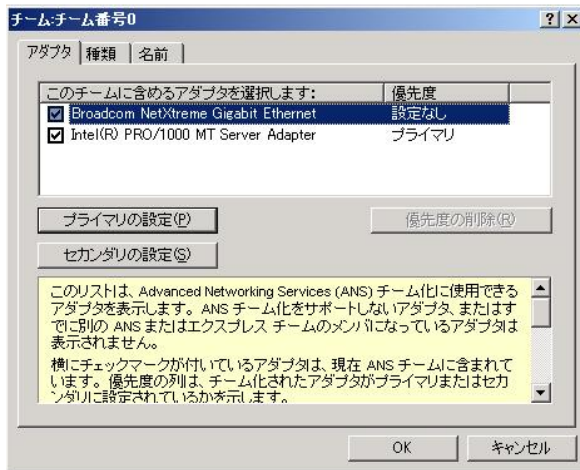 チーム:チーム番号0
アダプタ 種類 名前
このチームに含めるアダプタを選択します: 優先度
Broadcom NetXtreme Gigabit Ethernet 設定なし
Intel(R) PRO/1000 MT Server Adapter プライマリ
プライマリの設定(P) 優先度の削除(R)
セカンダリの設定(S)
このリストは、Advanced Networking Services (ANS) チーム化に使用できる
アダプタを表示します。ANS チーム化をサポートしないアダプタ、またはす
でに別の ANS またはエクスプレス チームのメンバになっているアダプタは
表示されません。
横にチェックマークが付いているアダプタは、現在 ANS チームに含まれて
います。優先度の列は、チーム化されたアダプタがプライマリまたはセカ
ンダリに設定されているかを示します。
OK キャンセル